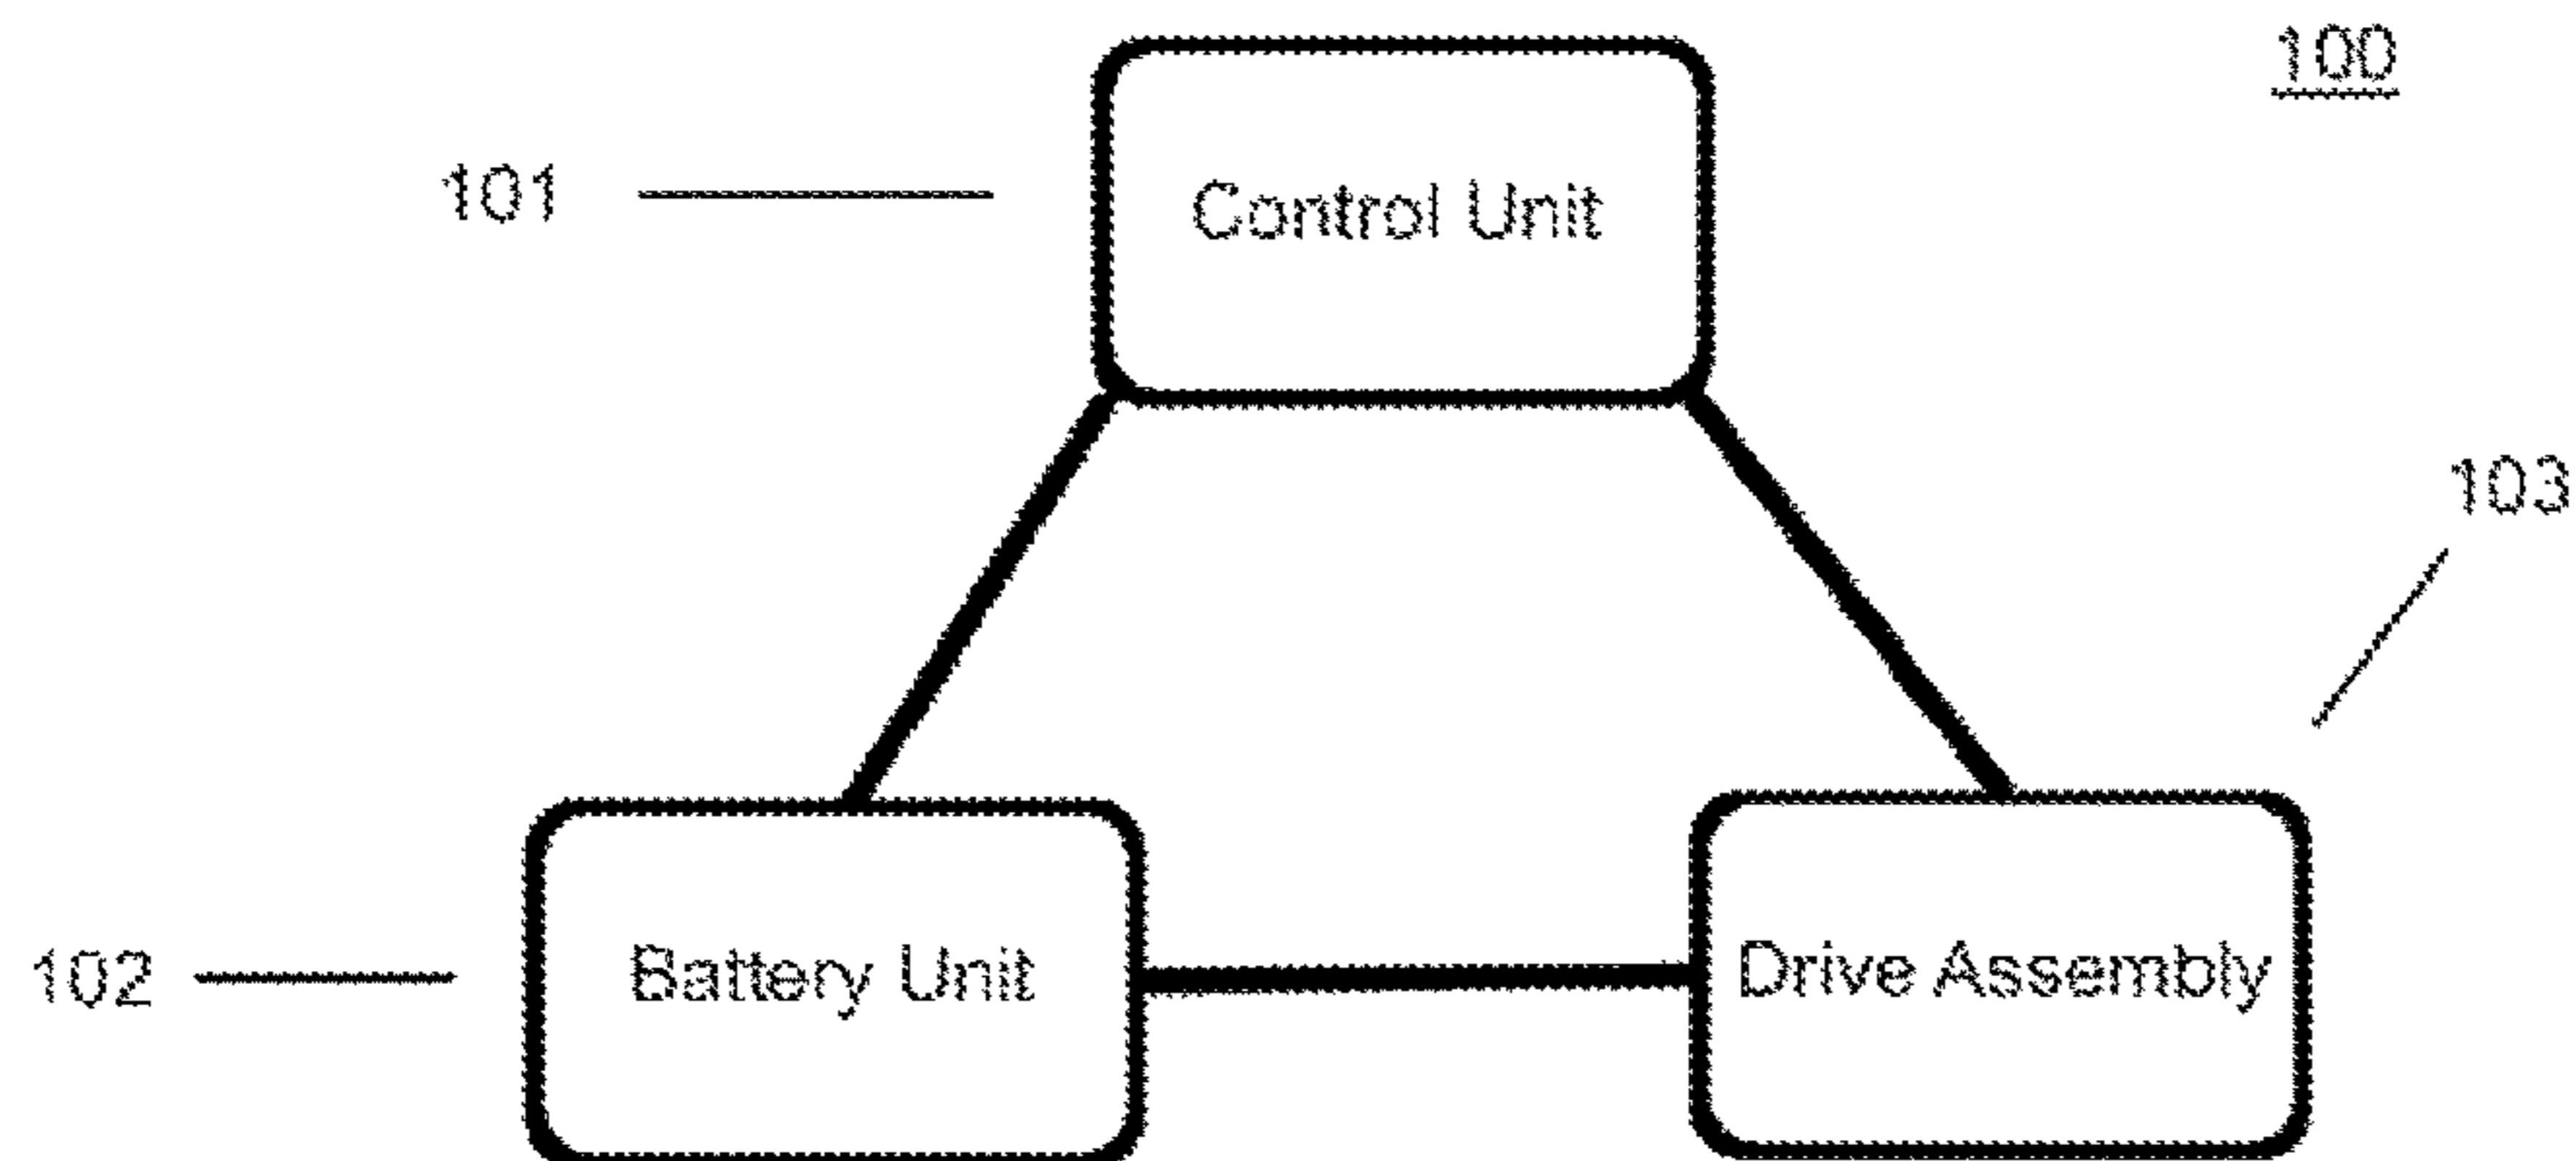 100
101
Control Unit
103
102
Battery Unit
Drive Assembly